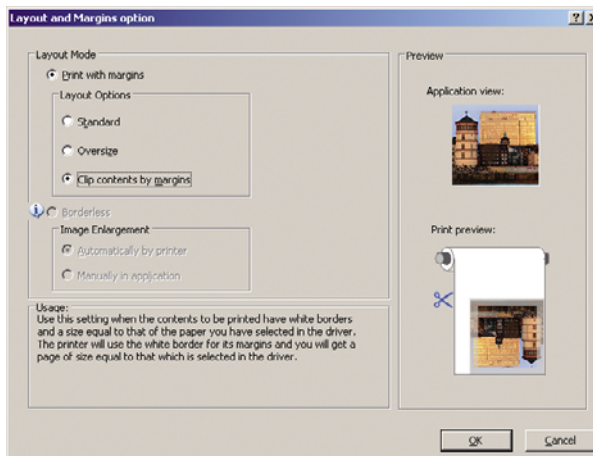 Layout and Margins option
Layout Mode
Print with margins
Layout Options
Standard
Oversize
Clip contents by margins
Borderless
Image Enlargement
Automatically by printer
Manually in application
Usage:
Use this setting when the contents to be printed have white borders
and a size equal to that of the paper you have selected in the driver.
The printer will use the white border for its margins and you will get a
page of size equal to that which is selected in the driver.
Preview
Application view:
Print preview:
OK
Cancel